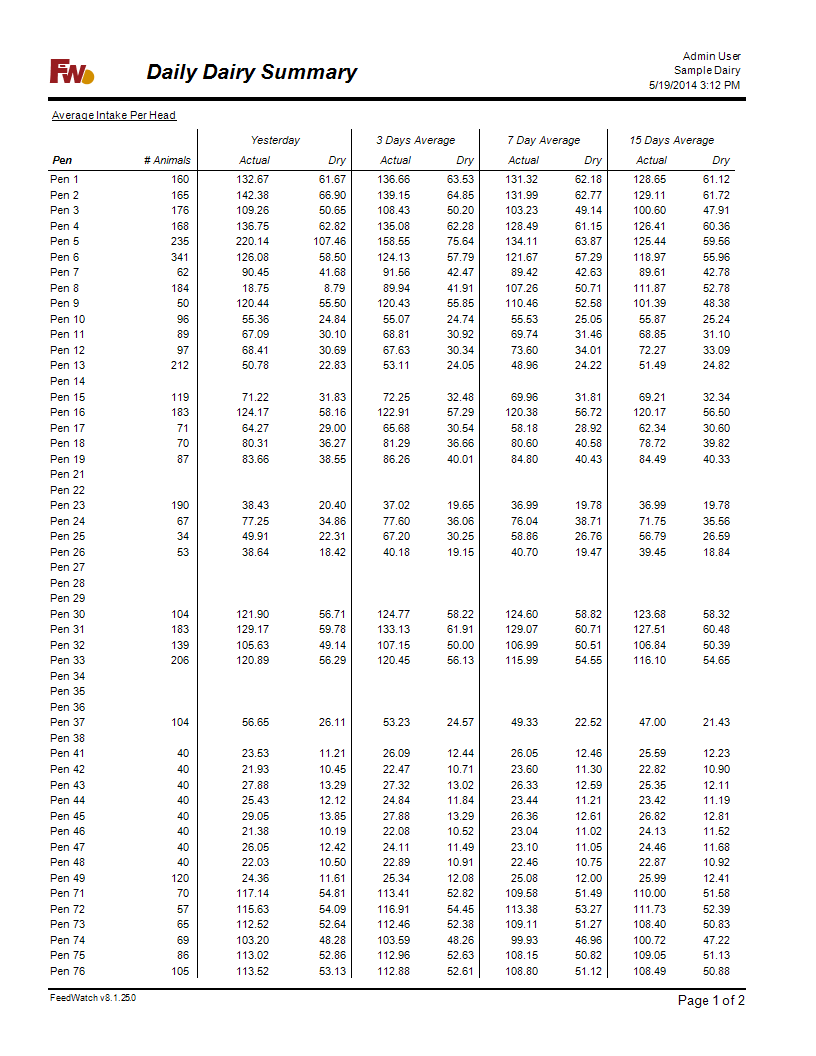 FW
Daily Dairy Summary
Admin User
Sample Dairy
5/19/2014 3:12 PM
Average Intake Per Head
Yesterday 3 Days Average 7 Day Average 15 Days Average
Pen # Animals Actual Dry Actual Dry Actual Dry Actual Dry
Pen 1 160 132.67 61.67 136.66 63.53 131.32 62.18 128.65 61.12
Pen 2 165 142.38 66.90 139.15 64.85 131.99 62.77 129.11 61.72
Pen 3 176 109.26 50.65 108.43 50.20 103.23 49.14 100.60 47.91
Pen 4 168 136.75 62.82 135.08 62.28 128.49 61.15 126.41 60.36
Pen 5 235 220.14 107.46 158.55 75.64 134.11 63.87 125.44 59.56
Pen 6 341 126.08 58.50 124.13 57.79 121.67 57.29 118.97 55.96
Pen 7 62 90.45 41.68 91.56 42.47 89.42 42.63 89.61 42.78
Pen 8 184 18.75 8.79 89.94 41.91 107.26 50.71 111.87 52.78
Pen 9 50 120.44 55.50 120.43 55.85 110.46 52.58 101.39 48.38
Pen 10 96 55.36 24.84 55.07 24.74 55.53 25.05 55.87 25.24
Pen 11 89 67.09 30.10 68.81 30.92 69.74 31.46 68.85 31.10
Pen 12 97 68.41 30.69 67.63 30.34 73.60 34.01 72.27 33.09
Pen 13 212 50.78 22.83 53.11 24.05 48.96 24.22 51.49 24.82
Pen 14
Pen 15 119 71.22 31.83 72.25 32.48 69.96 31.81 69.21 32.34
Pen 16 183 124.17 58.16 122.91 57.29 120.38 56.72 120.17 56.50
Pen 17 71 64.27 29.00 65.68 30.54 58.18 28.92 62.34 30.60
Pen 18 70 80.31 36.27 81.29 36.66 80.60 40.58 78.72 39.82
Pen 19 87 83.66 38.55 86.26 40.01 84.80 40.43 84.49 40.33
Pen 21
Pen 22
Pen 23 190 38.43 20.40 37.02 19.65 36.99 19.78 36.99 19.78
Pen 24 67 77.25 34.86 77.60 36.06 76.04 38.71 71.75 35.56
Pen 25 34 49.91 22.31 67.20 30.25 58.86 26.76 56.79 26.59
Pen 26 53 38.64 18.42 40.18 19.15 40.70 19.47 39.45 18.84
Pen 27
Pen 28
Pen 29
Pen 30 104 121.90 56.71 124.77 58.22 124.60 58.82 123.68 58.32
Pen 31 183 129.17 59.78 133.13 61.91 129.07 60.71 127.51 60.48
Pen 32 139 105.63 49.14 107.15 50.00 106.99 50.51 106.84 50.39
Pen 33 206 120.89 56.29 120.45 56.13 115.99 54.55 116.10 54.65
Pen 34
Pen 35
Pen 36
Pen 37 104 56.65 26.11 53.23 24.57 49.33 22.52 47.00 21.43
Pen 38
Pen 41 40 23.53 11.21 26.09 12.44 26.05 12.46 25.59 12.23
Pen 42 40 21.93 10.45 22.47 10.71 23.60 11.30 22.82 10.90
Pen 43 40 27.88 13.29 27.32 13.02 26.33 12.59 25.35 12.11
Pen 44 40 25.43 12.12 24.84 11.84 23.44 11.21 23.42 11.19
Pen 45 40 29.05 13.85 27.88 13.29 26.36 12.61 26.82 12.81
Pen 46 40 21.38 10.19 22.08 10.52 23.04 11.02 24.13 11.52
Pen 47 40 26.05 12.42 24.11 11.49 23.10 11.05 24.46 11.68
Pen 48 40 22.03 10.50 22.89 10.91 22.46 10.75 22.87 10.92
Pen 49 120 24.36 11.61 25.34 12.08 25.08 12.00 25.99 12.41
Pen 71 70 117.14 54.81 113.41 52.82 109.58 51.49 110.00 51.58
Pen 72 57 115.63 54.09 116.91 54.45 113.38 53.27 111.73 52.39
Pen 73 65 112.52 52.64 112.46 52.38 109.11 51.27 108.40 50.83
Pen 74 69 103.20 48.28 103.59 48.26 99.93 46.96 100.72 47.22
Pen 75 86 113.02 52.86 112.96 52.63 108.15 50.82 109.05 51.13
Pen 76 105 113.52 53.13 112.88 52.61 108.80 51.12 108.49 50.88
FeedWatch v8.1.25.0
Page 1 of 2